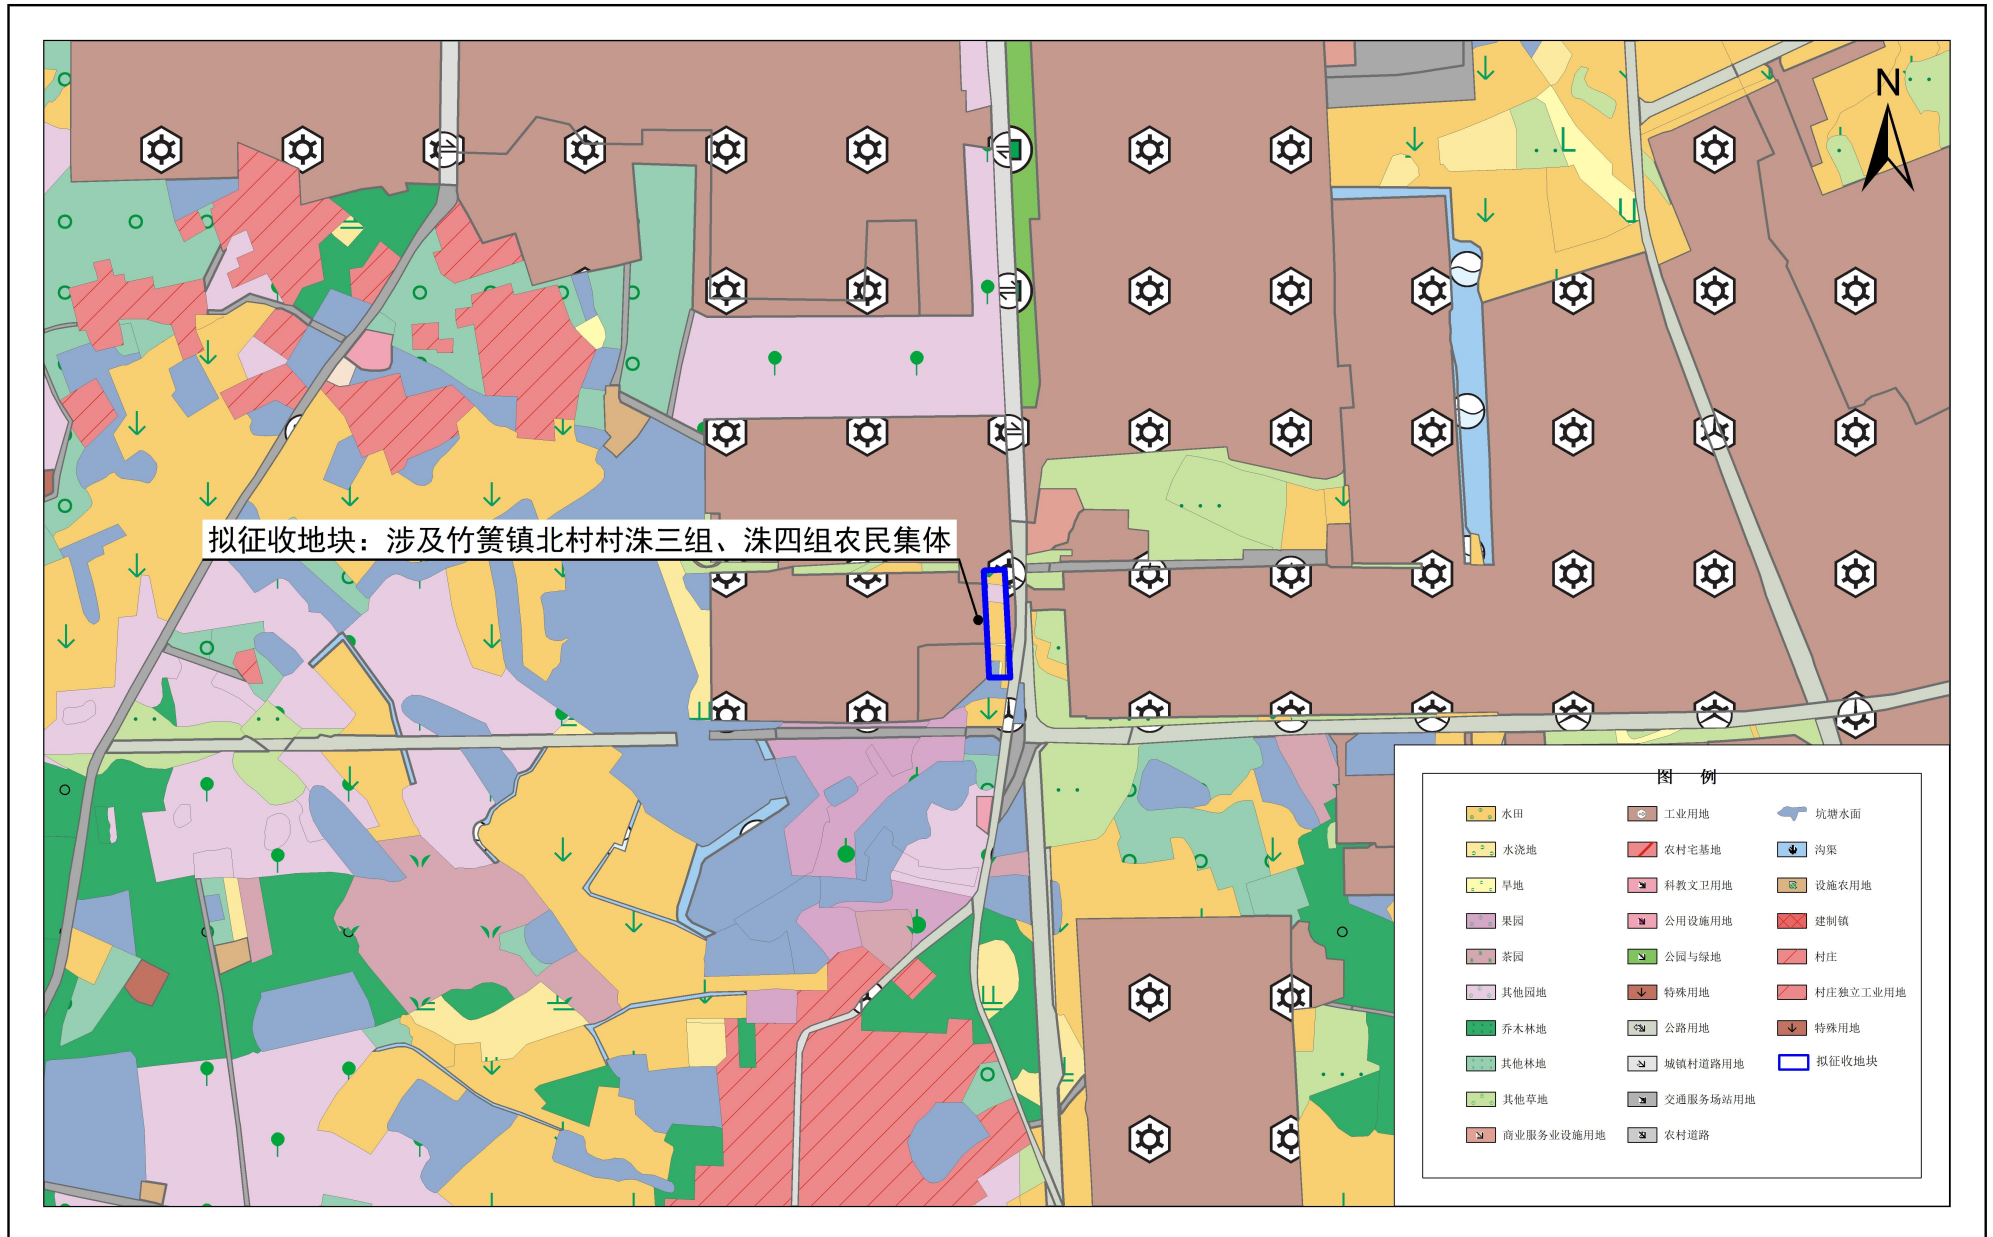 N
拟征收地块：涉及竹箦镇北村村洙三组、洙四组农民集体
图 例
水田
水浇地
旱地
果园
茶园
其他园地
乔木林地
其他林地
其他草地
商业服务业设施用地
工业用地
农村宅基地
科教文卫用地
公用设施用地
公园与绿地
特殊用地
公路用地
城镇村道路用地
交通服务场站用地
农村道路
坑塘水面
沟渠
设施农用地
建制镇
村庄
村庄独立工业用地
特殊用地
拟征收地块